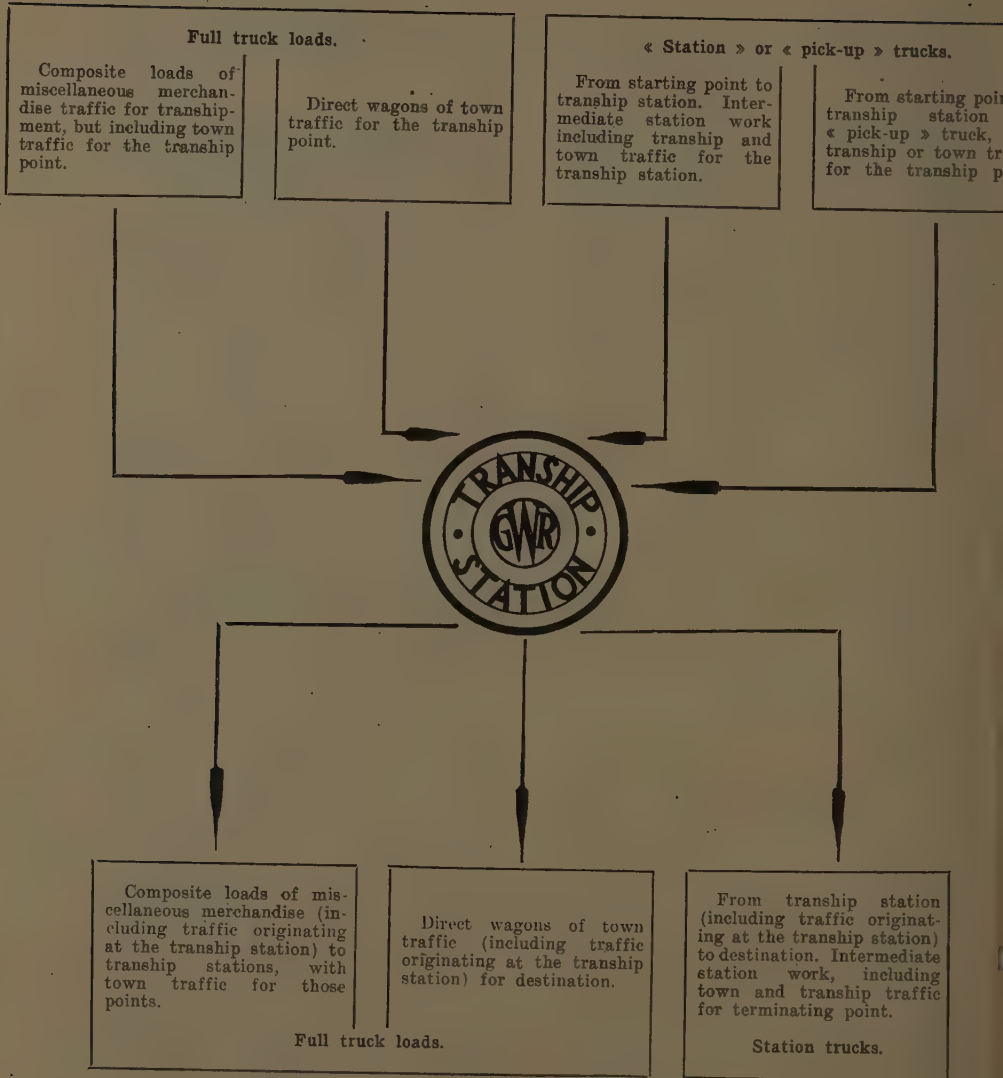 Full truck loads.
Composite loads of
miscellaneous merchan-
dise traffic for tranship-
ment, but including town
traffic for the tranship
point.
Direct wagons of town
traffic for the tranship
point.
« Station » or « pick-up » trucks.
From starting point to
tranship station. Inter-
mediate station work
including tranship and
town traffic for the
tranship station.
From starting
tranship station
« pick-up » truck,
tranship or town
for the tranship
TRANSHIP
GWR
STATION
Composite loads of mis-
cellaneous merchandise (in-
cluding traffic originating
at the tranship station) to
tranship stations, with
town traffic for those
points.
Direct wagons of town
traffic (including traffic
originating at the tranship
station) for destination.
Full truck loads.
From tranship station
(including traffic originat-
ing at the tranship station)
to destination. Intermediate
station work, including
town and tranship traffic
for terminating point.
Station trucks.